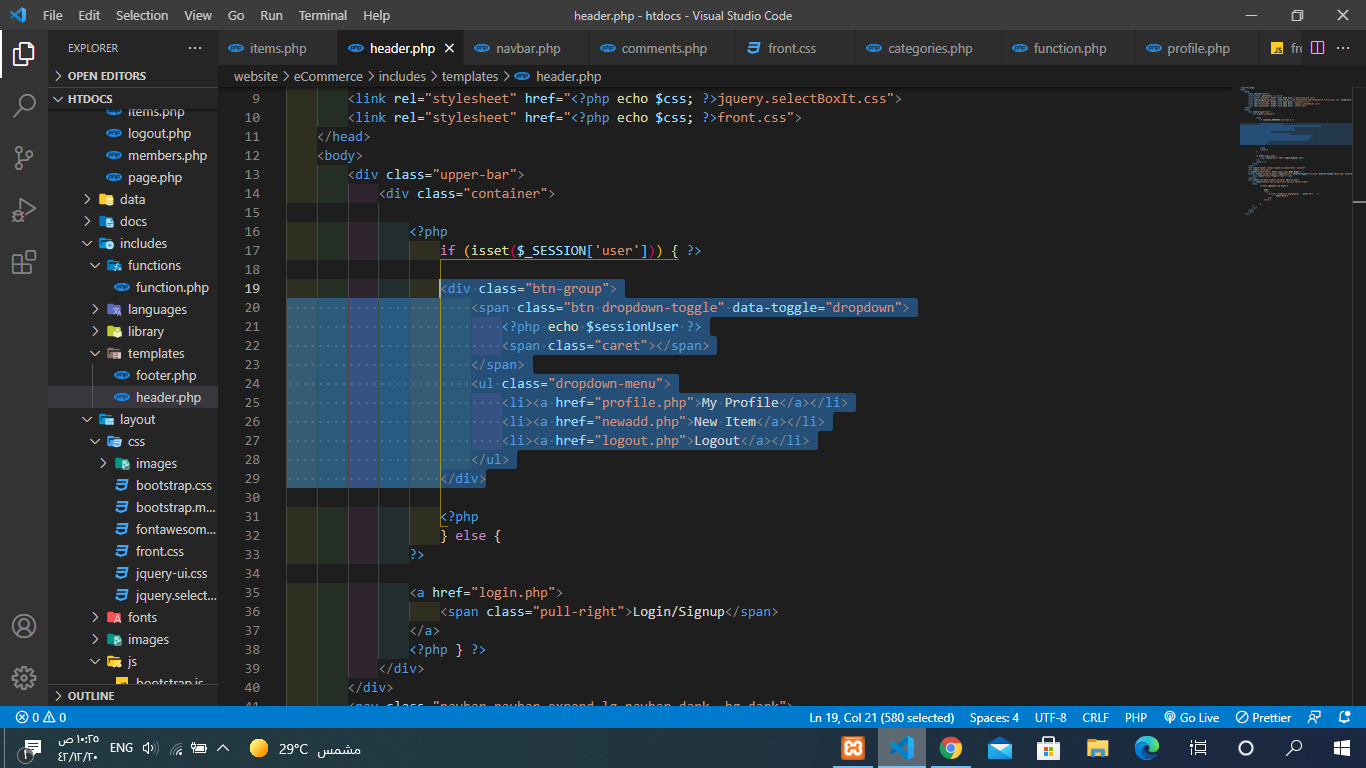 File Edit Selection View Go Run Terminal Help header.php - htdocs - Visual Studio Code
EXPLORER ···
items.php header.php navbar.php comments.php front.css categories.php function.php profile.php
OPEN EDITORS
website > eCommerce > includes > templates > header.php
HTDOCS
items.php
logout.php
members.php
page.php
data
docs
includes
functions
function.php
languages
library
templates
footer.php
header.php
layout
css
images
bootstrap.css
bootstrap.m...
fontawesom...
front.css
jquery-ui.css
jquery.select...
fonts
images
js
bootstrap.js
OUTLINE
9 <link rel="stylesheet" href="<?php echo $css; ?>jquery.selectBoxIt.css">
10 <link rel="stylesheet" href="<?php echo $css; ?>front.css">
11 </head>
12 <body>
13 <div class="upper-bar">
14 <div class="container">
15
16 <?php
17 if (isset($_SESSION['user'])) { ?>
18
19 <div class="btn-group">
20 <span class="btn dropdown-toggle" data-toggle="dropdown">
21 <?php echo $sessionUser ?>
22 <span class="caret"></span>
23 </span>
24 <ul class="dropdown-menu">
25 <li><a href="profile.php">My Profile</a></li>
26 <li><a href="newadd.php">New Item</a></li>
27 <li><a href="logout.php">Logout</a></li>
28 </ul>
29 </div>
30
31 <?php
32 } else {
33 ?>
34
35 <a href="login.php">
36 <span class="pull-right">Login/Signup</span>
37 </a>
38 <?php } ?>
39 </div>
40 </div>
41 <nav class="navbar navbar-expand-lg navbar-dark bg-dark">
0 0 Ln 19, Col 21 (580 selected) Spaces: 4 UTF-8 CRLF PHP Go Live Prettier
١٠:٢٥ ص
٤٢/١٢/٢٠
ENG
29°C مشمس